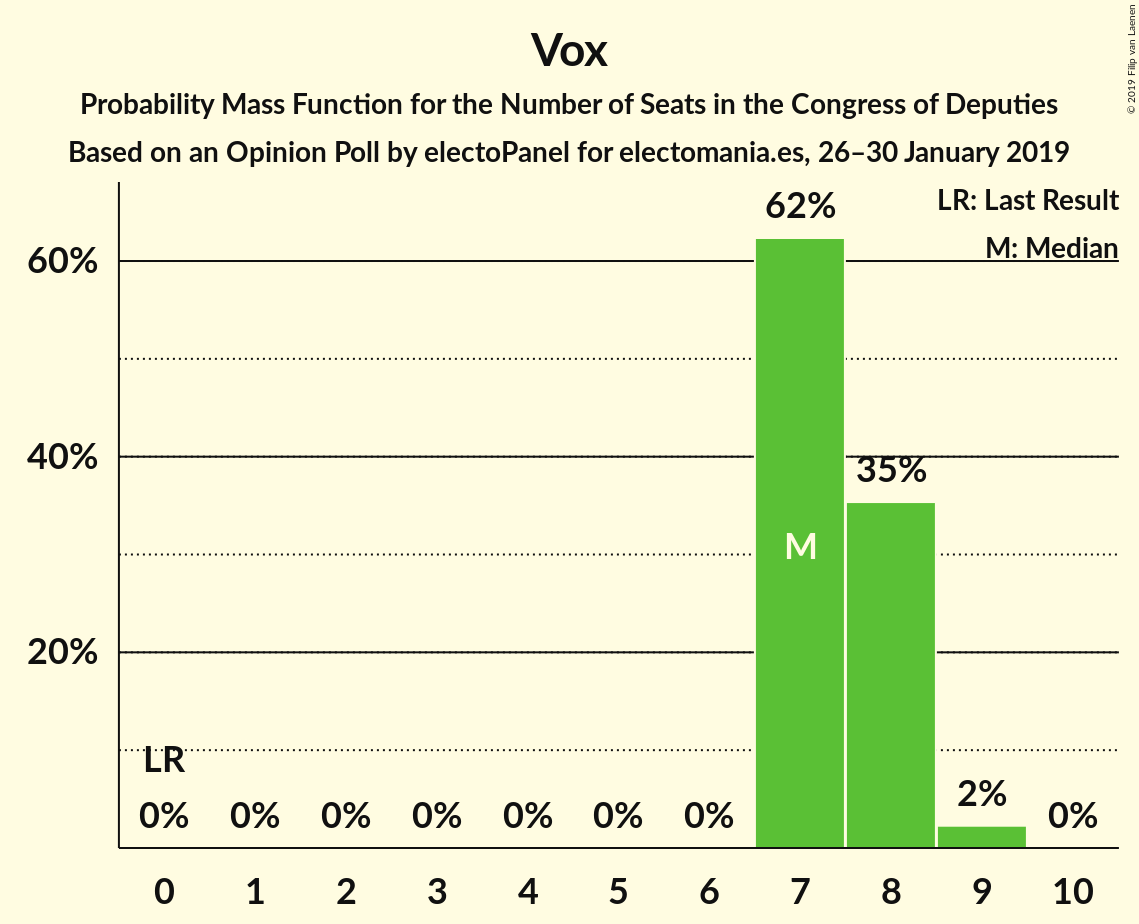 Vox
Probability Mass Function for the Number of Seats in the Congress of Deputies
Based on an Opinion Poll by electoPanel for electomania.es, 26–30 January 2019
© 2019 Filip van Laenen
LR: Last Result
M: Median
62%
60%
40%
35%
M
20%
LR
2%
0% 0% 0% 0% 0% 0% 0% 0%
0 1 2 3 4 5 6 7 8 9 10